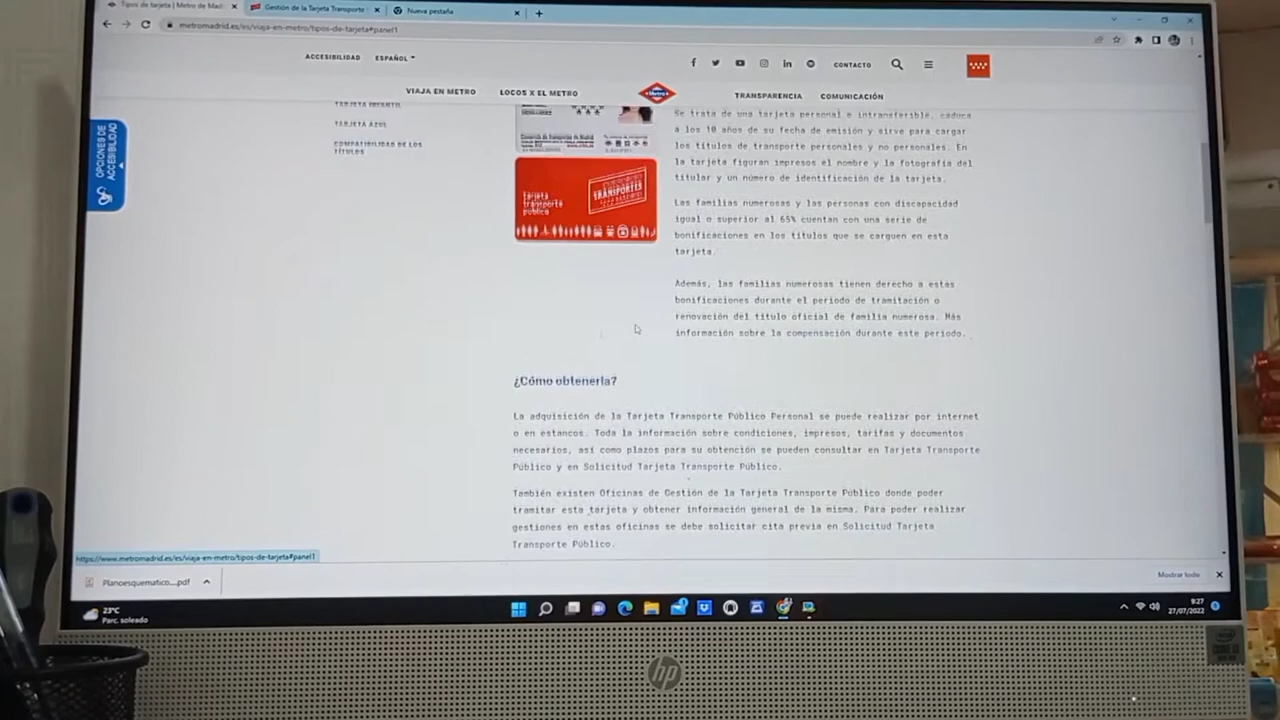 Tipos de tarjeta | Metro de Mad
Gestión de la Tarjeta Transporte
Nueva pestaña
metromadrid.es/es/viaja-en-metro/tipos-de-tarjeta#panel1
ACCESIBILIDAD
ESPAÑOL
CONTACTO
VIAJA EN METRO
LOCOS X EL METRO
Metro
TRANSPARENCIA
COMUNICACIÓN
OPCIONES DE
ACCESIBILIDAD
TARJETA INFANTIL
TARJETA AZUL
COMPATIBILIDAD DE LOS
TÍTULOS
tarjeta
transporte
público
TRANSPORTES
Se trata de una tarjeta personal e intransferible, caduca
a los 10 años de su fecha de emisión y sirve para cargar
los títulos de transporte personales y no personales. En
la tarjeta figuran impresos el nombre y la fotografía del
titular y un número de identificación de la tarjeta.
Las familias numerosas y las personas con discapacidad
igual o superior al 65% cuentan con una serie de
bonificaciones en los títulos que se carguen en esta
tarjeta.
Además, las familias numerosas tienen derecho a estas
bonificaciones durante el periodo de tramitación o
renovación del título oficial de familia numerosa. Más
información sobre la compensación durante este periodo.
¿Cómo obtenerla?
La adquisición de la Tarjeta Transporte Público Personal se puede realizar por internet
o en estancos. Toda la información sobre condiciones, impresos, tarifas y documentos
necesarios, así como plazos para su obtención se pueden consultar en Tarjeta Transporte
Público y en Solicitud Tarjeta Transporte Público.
También existen Oficinas de Gestión de la Tarjeta Transporte Público donde poder
tramitar esta tarjeta y obtener información general de la misma. Para poder realizar
gestiones en estas oficinas se debe solicitar cita previa en Solicitud Tarjeta
Transporte Público.
https://www.metromadrid.es/es/viaja-en-metro/tipos-de-tarjeta#panel1
Planoesquematico....pdf
Mostrar todo
23°C
Parc. soleado
9:27
27/07/2022
hp